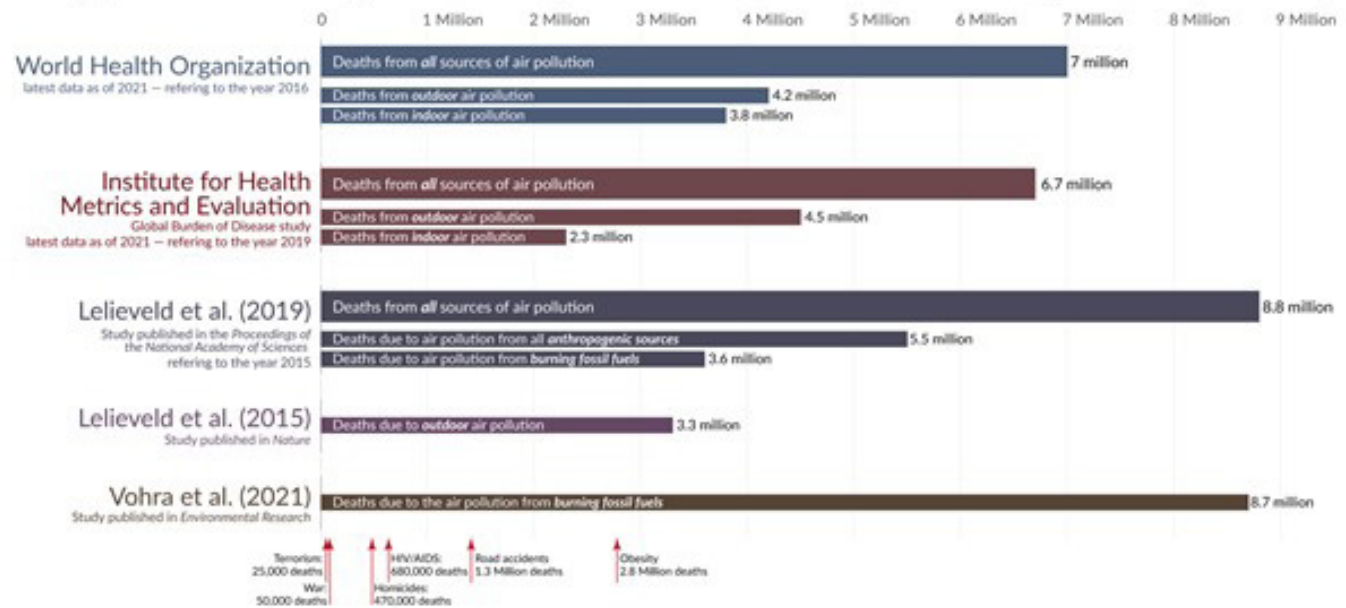 0 1 Million 2 Million 3 Million 4 Million 5 Million 6 Million 7 Million 8 Million 9 Million
World Health Organization
latest data as of 2021 — refering to the year 2016
Deaths from all sources of air pollution 7 million
Deaths from outdoor air pollution 4.2 million
Deaths from indoor air pollution 3.8 million
Institute for Health
Metrics and Evaluation
Global Burden of Disease study
latest data as of 2021 — refering to the year 2019
Deaths from all sources of air pollution 6.7 million
Deaths from outdoor air pollution 4.5 million
Deaths from indoor air pollution 2.3 million
Lelieveld et al. (2019)
Study published in the Proceedings of
the National Academy of Sciences
refering to the year 2015
Deaths from all sources of air pollution 8.8 million
Deaths due to air pollution from all anthropogenic sources 5.5 million
Deaths due to air pollution from burning fossil fuels 3.6 million
Lelieveld et al. (2015)
Study published in Nature
Deaths due to outdoor air pollution 3.3 million
Vohra et al. (2021)
Study published in Environmental Research
Deaths due to the air pollution from burning fossil fuels 8.7 million
Terrorism:
25,000 deaths
War:
50,000 deaths
HIV/AIDS:
680,000 deaths
Homicides:
470,000 deaths
Road accidents
1.3 Million deaths
Obesity
2.8 Million deaths